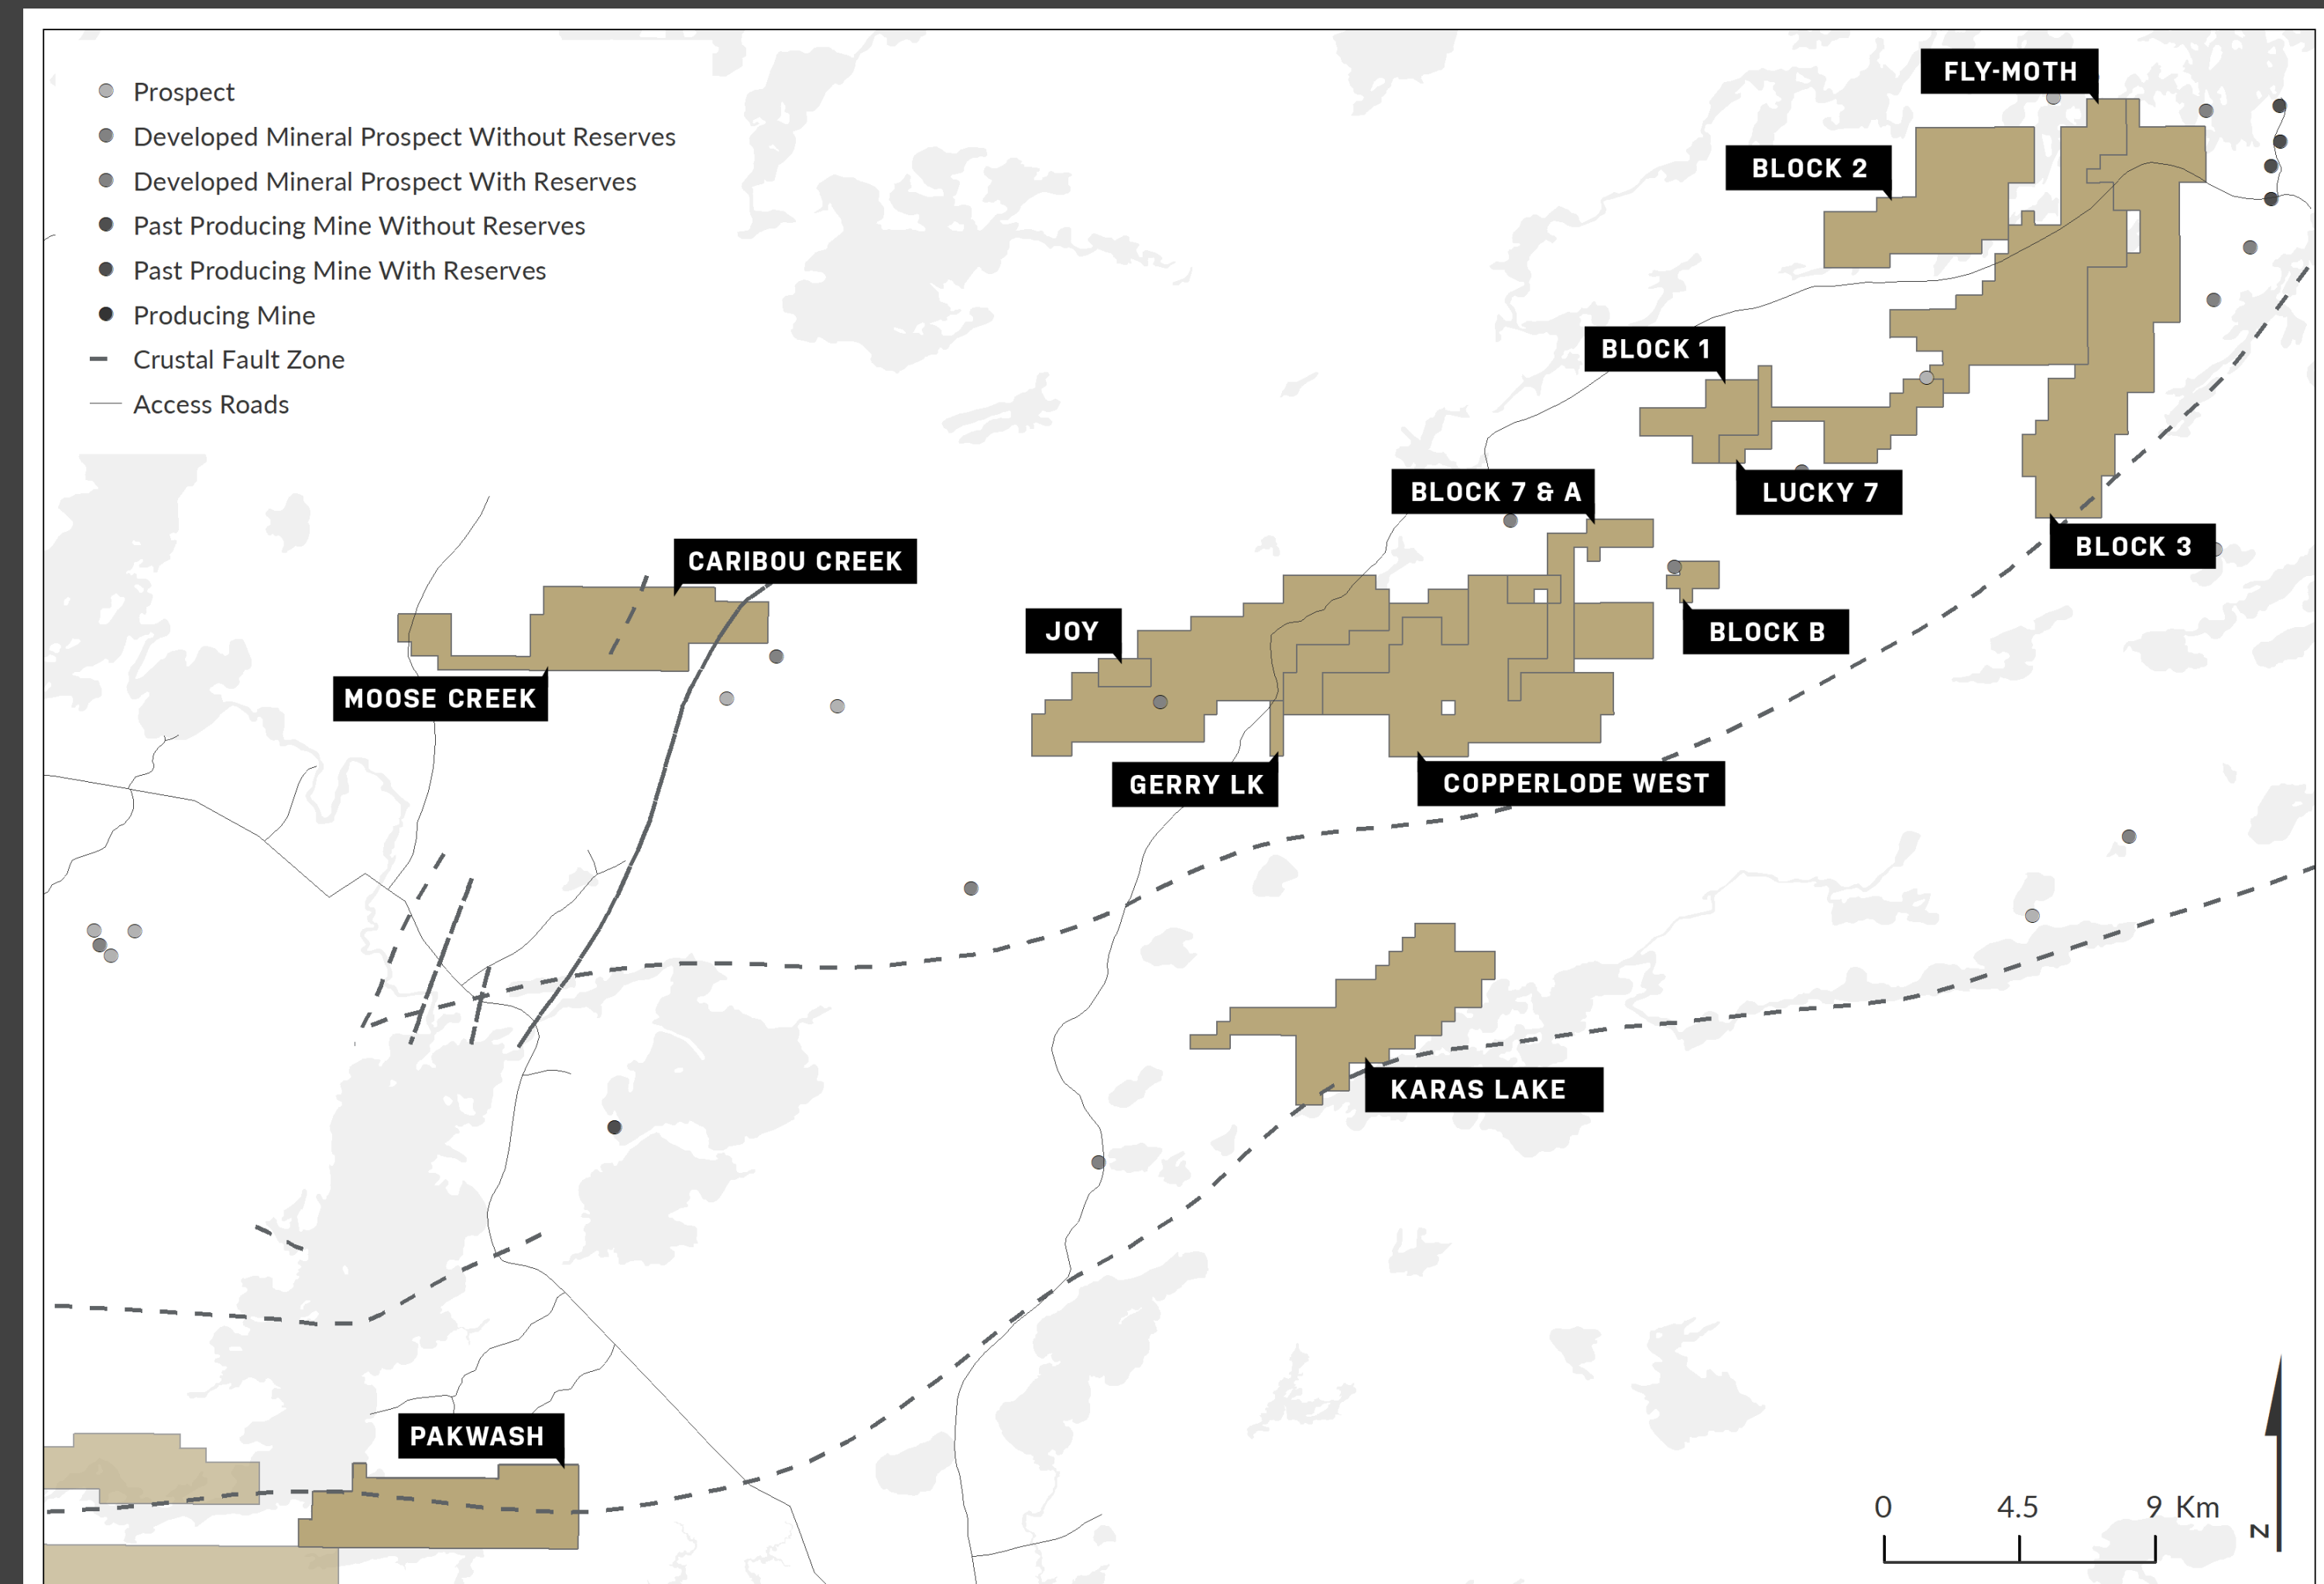 Prospect
Developed Mineral Prospect Without Reserves
Developed Mineral Prospect With Reserves
Past Producing Mine Without Reserves
Past Producing Mine With Reserves
Producing Mine
Crustal Fault Zone
Access Roads
FLY-MOTH
BLOCK 2
BLOCK 1
BLOCK 7 & A
LUCKY 7
BLOCK 3
CARIBOU CREEK
JOY
BLOCK B
MOOSE CREEK
GERRY LK
COPPERLODE WEST
KARAS LAKE
PAKWASH
0 4.5 9 Km
N